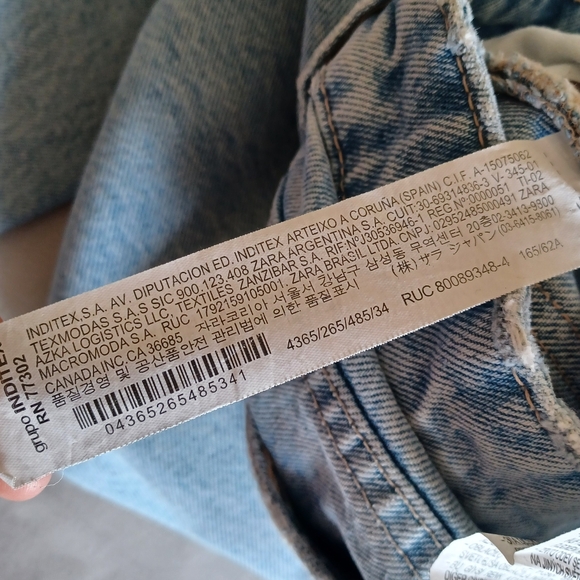 grupo INDITEX
RN 77302
INDITEX S.A. AV. DIPUTACION ED. INDITEX ARTEIXO A CORUÑA (SPAIN) C.I.F. A-15075062
TEXMODAS S.A.S SIC 900.123.408 ZARA ARGENTINA S.A. CUIT:30-69314836-3 V- 345-01
AZKA LOGISTICS LLC, TEXTILES ZANZIBAR S.A. RIF:NºJ30536946- REG Nº0000051 TI-02
MACROMODA S.A. RUC 1792159105001, ZARA BRASIL LTDA CNPJ: 02952485000491 ZARA
CANADA INC, CA 36685 자라코리아 서울시 강남구 삼성동 무역센터 20층 02-3413-9800
품질경영 및 공산품안전 관리법에 의한 품질표시 (株) ザラ ジャパン (03-6415-8061)
RUC 80089348-4 165/62A
4365/265/485/34
04365265485341